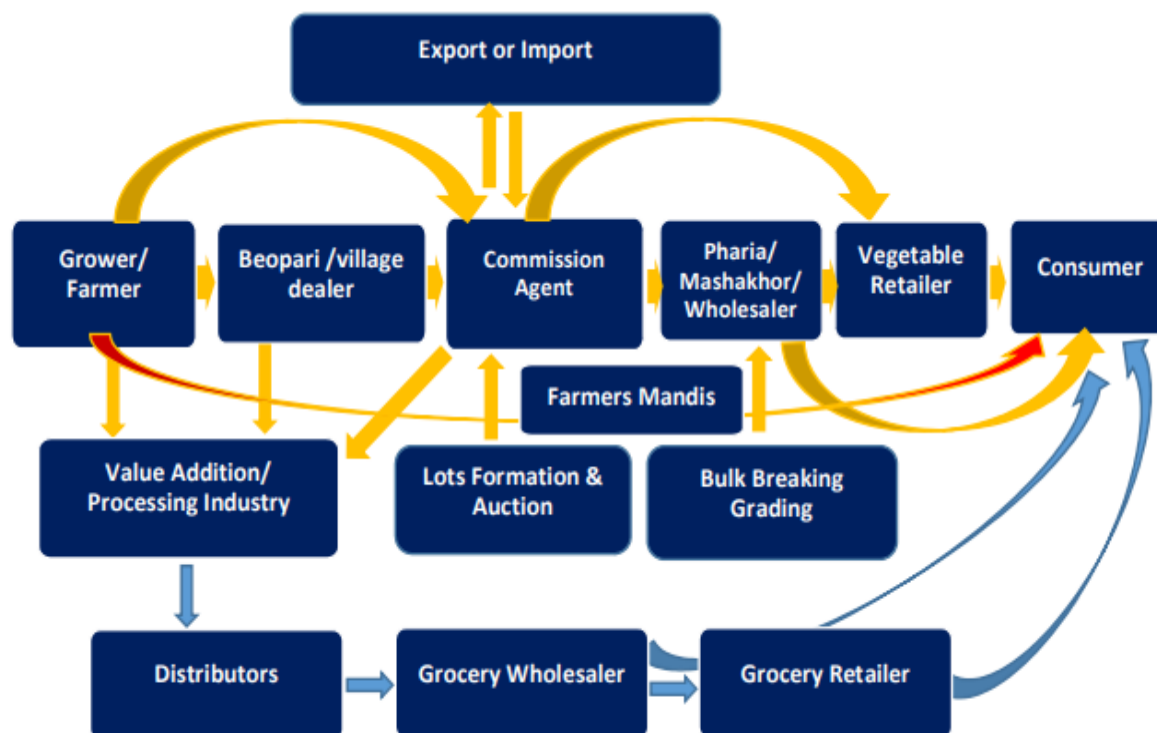 Export or Import
Grower/
Farmer
Beopari /village
dealer
Commission
Agent
Pharia/
Mashakhor/
Wholesaler
Vegetable
Retailer
Consumer
Farmers Mandis
Value Addition/
Processing Industry
Lots Formation &
Auction
Bulk Breaking
Grading
Distributors
Grocery Wholesaler
Grocery Retailer